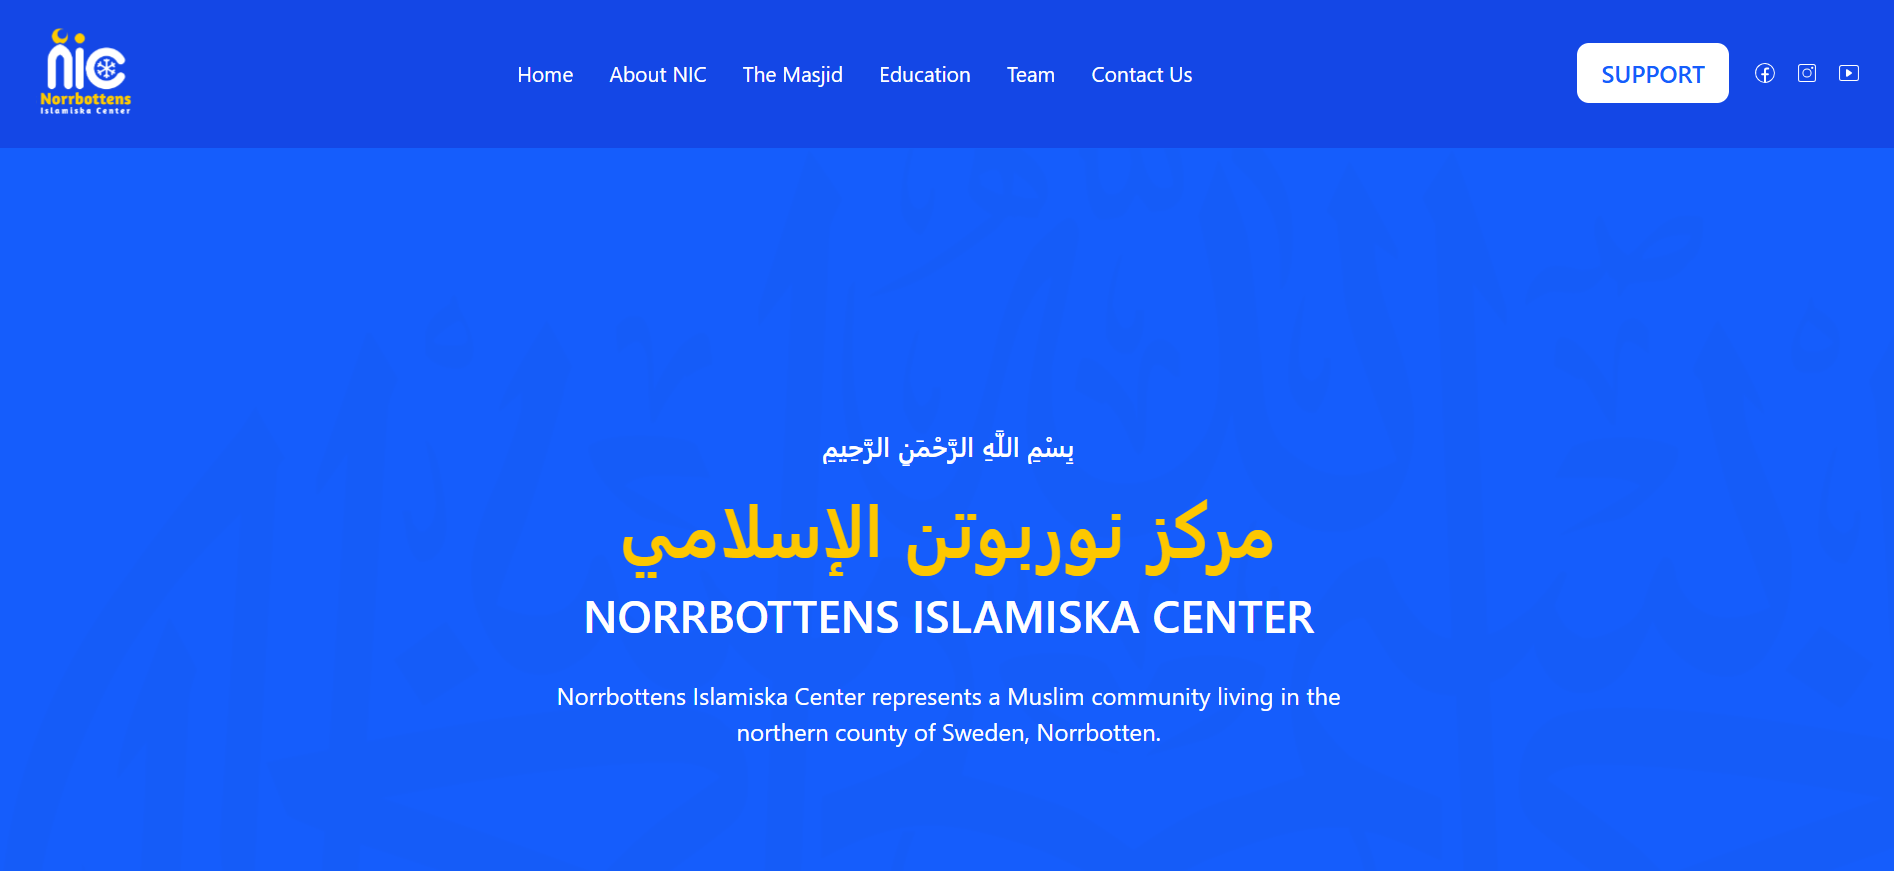 nic
Norrbottens
Islamiska Center
Home About NIC The Masjid Education Team Contact Us
SUPPORT
بِسْمِ اللَّهِ الرَّحْمَنِ الرَّحِيمِ
مركز نوربوتن الإسلامي
NORRBOTTENS ISLAMISKA CENTER
Norrbottens Islamiska Center represents a Muslim community living in the
northern county of Sweden, Norrbotten.